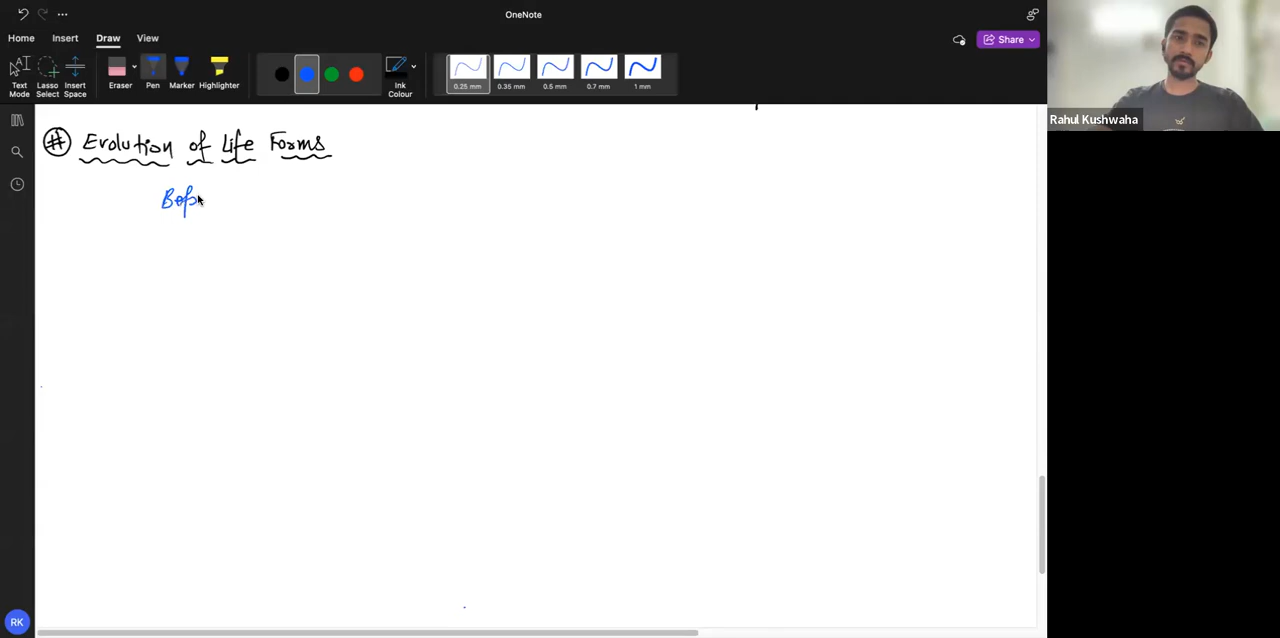 OneNote
Home Insert Draw View
Share
Text Mode
Lasso Select
Insert Space
Eraser
Pen
Marker
Highlighter
Ink Colour
0.25 mm 0.35 mm 0.5 mm 0.7 mm 1 mm
Rahul Kushwaha
# Evolution of Life Forms
RK